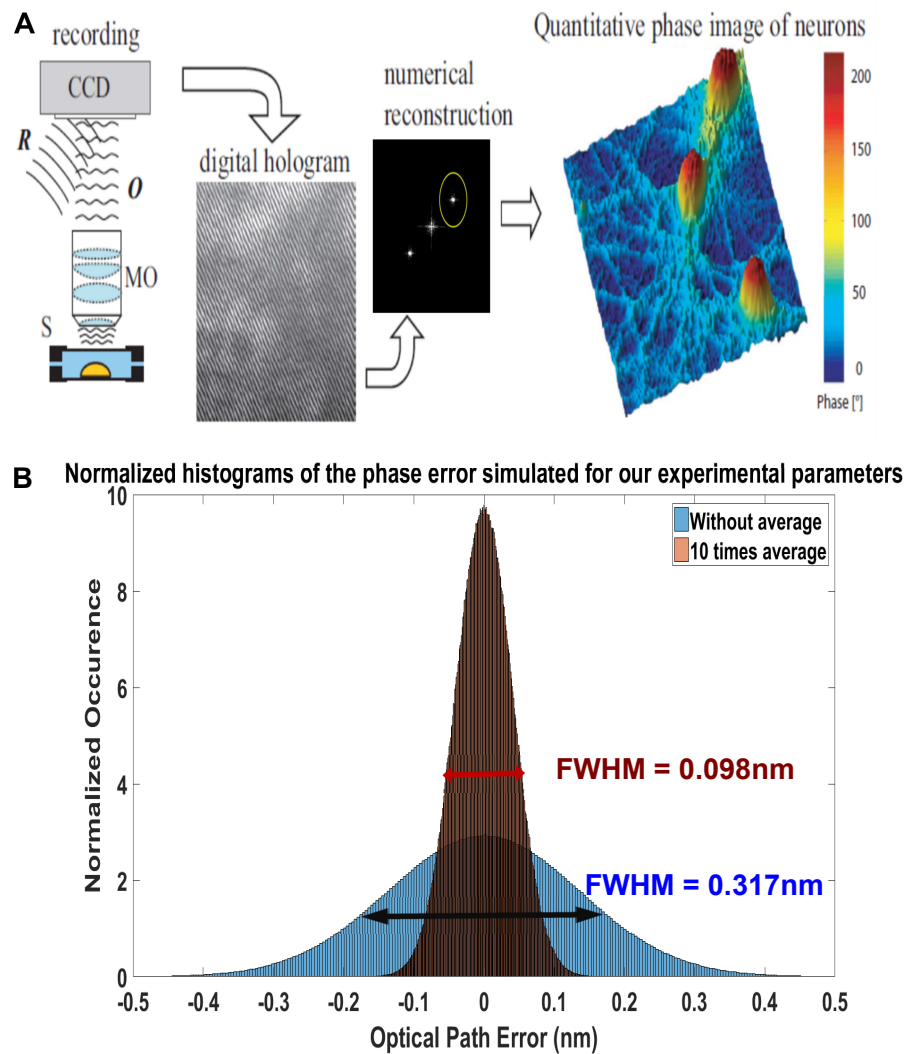 A
recording
CCD
R
O
MO
S
digital hologram
numerical
reconstruction
Quantitative phase image of neurons
200
150
100
50
0
Phase [°]
B
Normalized histograms of the phase error simulated for our experimental parameters
Without average
10 times average
Normalized Occurence
10
8
6
4
2
0
FWHM = 0.098nm
FWHM = 0.317nm
-0.5 -0.4 -0.3 -0.2 -0.1 0 0.1 0.2 0.3 0.4 0.5
Optical Path Error (nm)